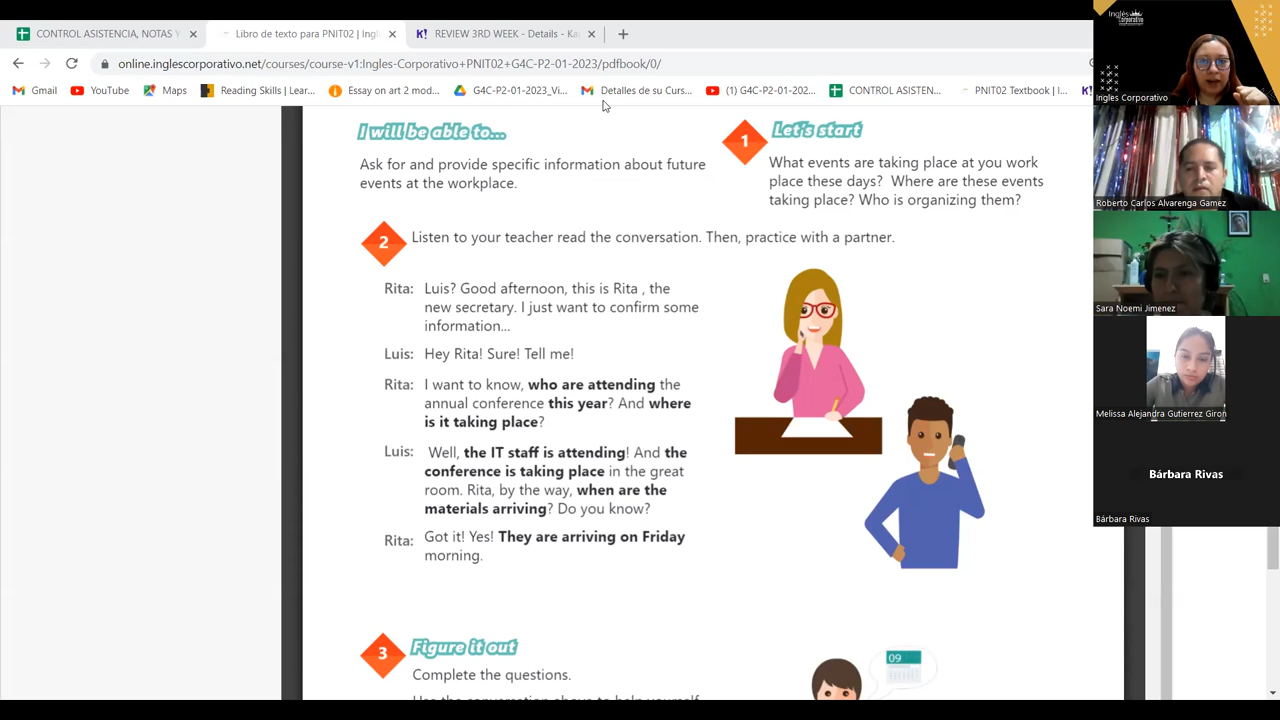 CONTROL ASISTENCIA, NOTAS Y
Libro de texto para PNIT02 | Ingl
REVIEW 3RD WEEK - Details - Ka
online.inglescorporativo.net/courses/course-v1:Ingles-Corporativo+PNIT02+G4C-P2-01-2023/pdfbook/0/
Gmail
YouTube
Maps
Reading Skills | Lear...
Essay on art 2 mod...
G4C-P2-01-2023_Vi...
Detalles de su Curs...
(1) G4C-P2-01-202...
CONTROL ASISTEN...
PNIT02 Textbook | I...
I will be able to...
Ask for and provide specific information about future
events at the workplace.
1
Let's start
What events are taking place at you work
place these days? Where are these events
taking place? Who is organizing them?
2
Listen to your teacher read the conversation. Then, practice with a partner.
Rita: Luis? Good afternoon, this is Rita , the
new secretary. I just want to confirm some
information...
Luis: Hey Rita! Sure! Tell me!
Rita: I want to know, who are attending the
annual conference this year? And where
is it taking place?
Luis: Well, the IT staff is attending! And the
conference is taking place in the great
room. Rita, by the way, when are the
materials arriving? Do you know?
Rita: Got it! Yes! They are arriving on Friday
morning.
3
Figure it out
Complete the questions.
09
Inglés
Corporativo
Ingles Corporativo
Roberto Carlos Alvarenga Gamez
Sara Noemi Jimenez
Melissa Alejandra Gutierrez Giron
Bárbara Rivas
Bárbara Rivas